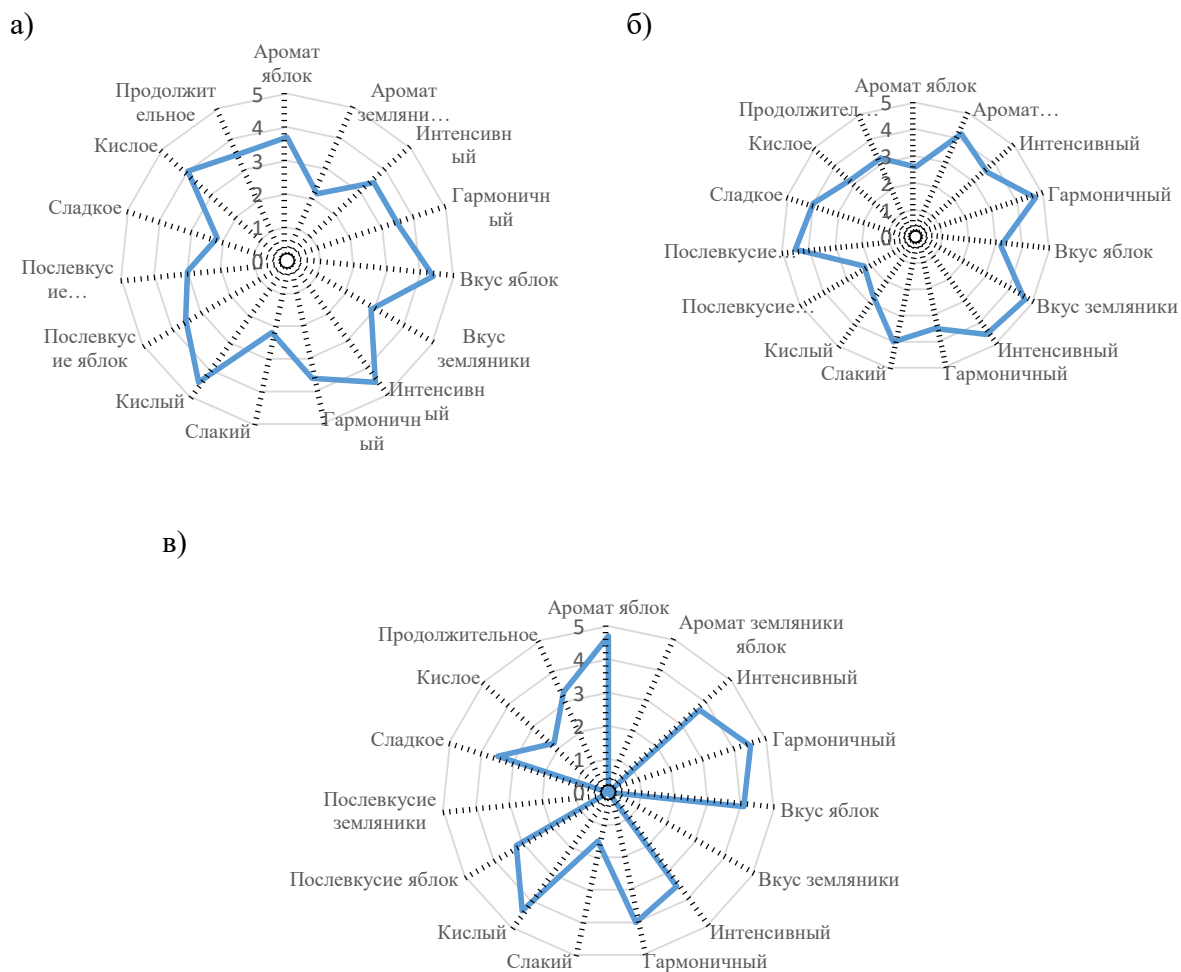 а)
Аромат
яблок
Аромат
земляни…
Интенсивн
ый
Гармоничн
ый
Вкус яблок
Вкус
земляники
Интенсивн
ый
Гармоничн
ый
Слакий
Кислый
Послевкус
ие яблок
Послевкус
ие…
Сладкое
Кислое
Продолжит
ельное
5
4
3
2
1
0
б)
Аромат яблок
Аромат…
Интенсивный
Гармоничный
Вкус яблок
Вкус земляники
Интенсивный
Гармоничный
Слакий
Кислый
Послевкусие…
Послевкусие…
Сладкое
Кислое
Продолжител…
5
4
3
2
1
0
в)
Аромат яблок
Аромат земляники
яблок
Интенсивный
Гармоничный
Вкус яблок
Вкус земляники
Интенсивный
Гармоничный
Слакий
Кислый
Послевкусие яблок
Послевкусие
земляники
Сладкое
Кислое
Продолжительное
5
4
3
2
1
0